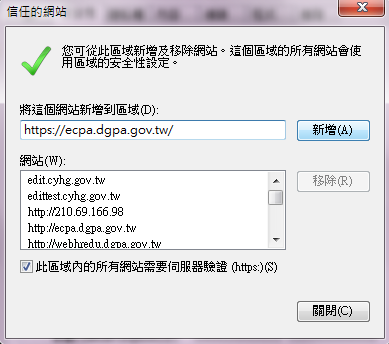 信任的網站
您可從此區域新增及移除網站。這個區域的所有網站會使
用區域的安全性設定。
將這個網站新增到區域(D):
https://ecpa.dgpa.gov.tw/
新增(A)
網站(W):
edit.cyhg.gov.tw
edittest.cyhg.gov.tw
http://210.69.166.98
http://ecpa.dgpa.gov.tw
http://webhredu.dgpa.gov.tw
移除(R)
此區域內的所有網站需要伺服器驗證 (https:)(S)
關閉(C)